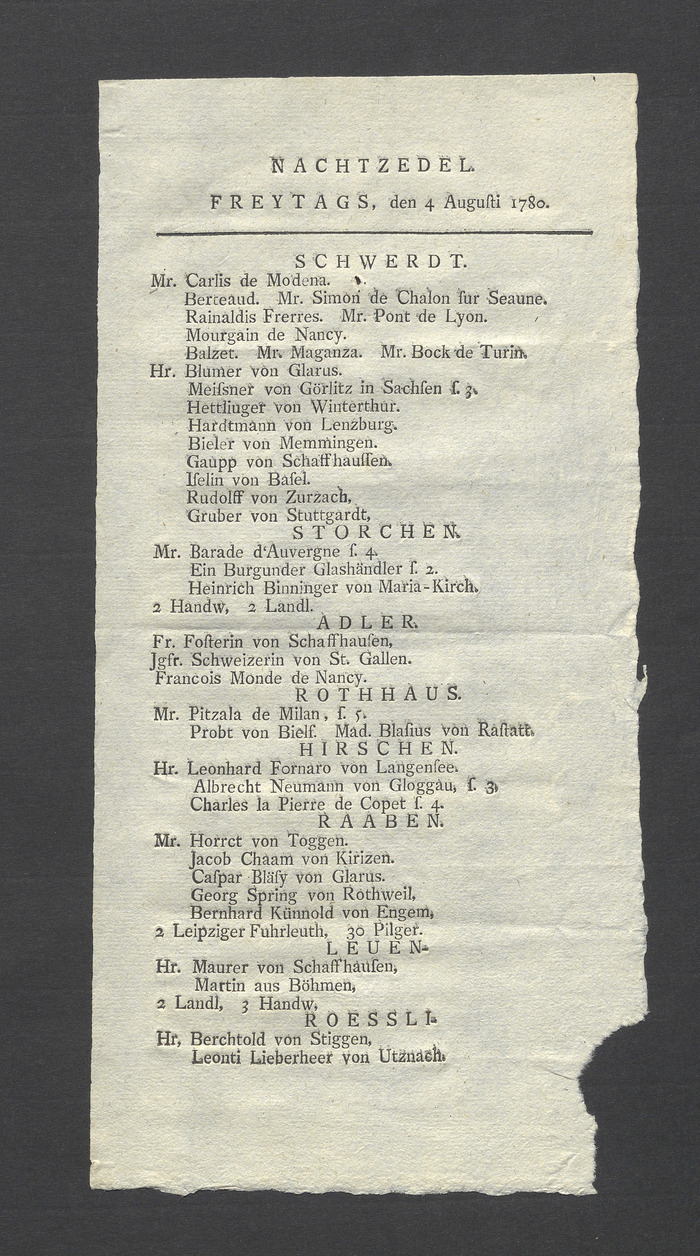 NACHTZEDEL.
FREYTAGS, den 4 Auguſti 1780.
SCHWERDT.
Mr. Carlis de Modena.
Berteaud. Mr. Simon de Chalon ſur Seaune.
Rainaldis Frerres. Mr. Pont de Lyon.
Mourgain de Nancy.
Balzet. Mr. Maganza. Mr. Bock de Turin.
Hr. Blumer von Glarus.
Meiſsner von Görlitz in Sachſen ſ. 3.
Hettlinger von Winterthur.
Hardtmann von Lenzburg.
Bieler von Memmingen.
Gaupp von Schaffhauſſen.
Iſelin von Baſel.
Rudolff von Zurzach,
Gruber von Stuttgardt,
STORCHEN.
Mr. Barade d'Auvergne ſ. 4.
Ein Burgunder Glashändler ſ. 2.
Heinrich Binninger von Maria-Kirch.
2 Handw, 2 Landl.
ADLER.
Fr. Foſterin von Schaffhauſen,
Jgfr. Schweizerin von St. Gallen.
Francois Monde de Nancy.
ROTHHAUS.
Mr. Pitzala de Milan, ſ. 5.
Probt von Bielſ. Mad. Blaſius von Raſtatt.
HIRSCHEN.
Hr. Leonhard Fornaro von Langenſee.
Albrecht Neumann von Gloggau, ſ. 3,
Charles la Pierre de Copet ſ. 4.
RAABEN.
Mr. Horret von Toggen.
Jacob Chaam von Kirizen.
Caſpar Bläſy von Glarus.
Georg Spring von Rothweil,
Bernhard Künnold von Engem,
2 Leipziger Fuhrleuth, 30 Pilger.
LEUEN.
Hr. Maurer von Schaffhauſen,
Martin aus Böhmen,
2 Landl, 3 Handw,
ROESSLI.
Hr, Berchtold von Stiggen,
Leonti Lieberheer von Utznach.